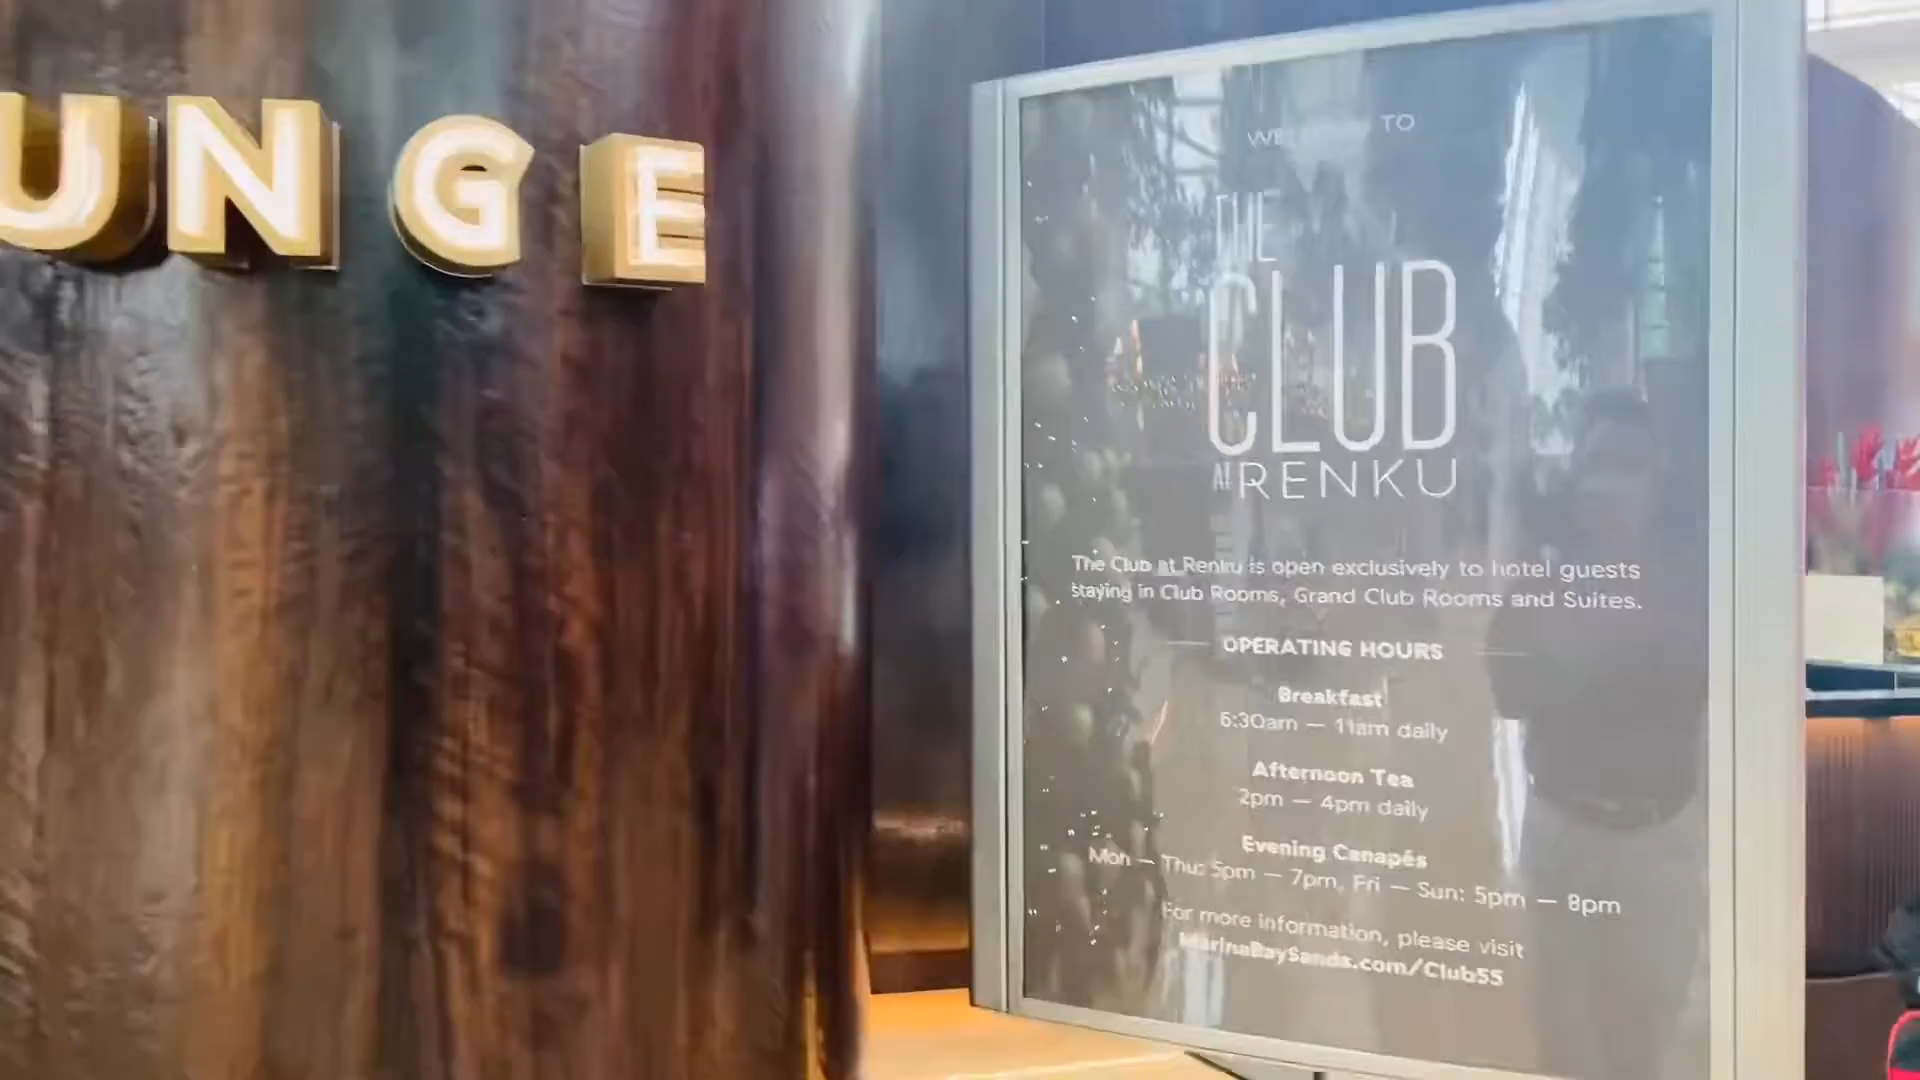 UNGE
WELCOME TO
THE
CLUB
AT RENKU
The Club at Renku is open exclusively to hotel guests
staying in Club Rooms, Grand Club Rooms and Suites.
OPERATING HOURS
Breakfast
6:30am — 11am daily
Afternoon Tea
2pm — 4pm daily
Evening Canapés
Mon — Thu: 5pm — 7pm, Fri — Sun: 5pm — 8pm
For more information, please visit
MarinaBaySands.com/Club55